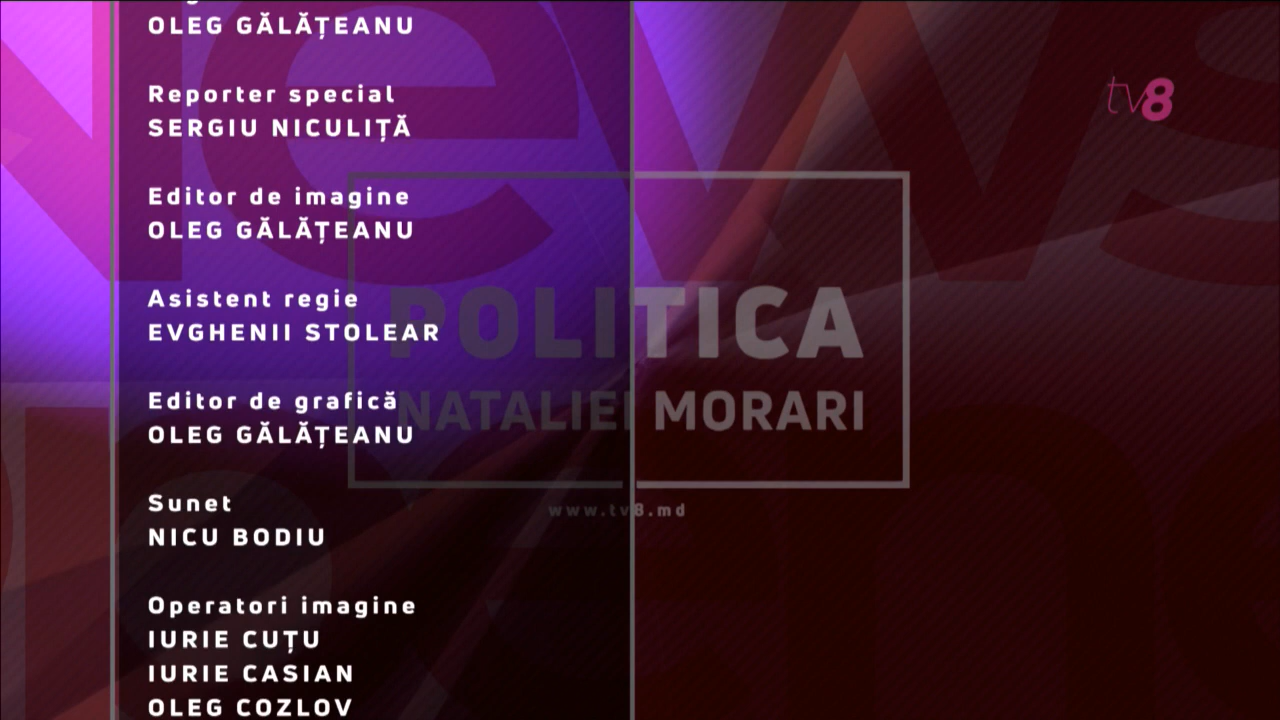 OLEG GĂLĂȚEANU
Reporter special
SERGIU NICULIȚĂ
Editor de imagine
OLEG GĂLĂȚEANU
Asistent regie
EVGHENII STOLEAR
Editor de grafică
OLEG GĂLĂȚEANU
Sunet
NICU BODIU
Operatori imagine
IURIE CUȚU
IURIE CASIAN
OLEG COZLOV
tv8
POLITICA
NATALIEI MORARI
www.tv8.md
News